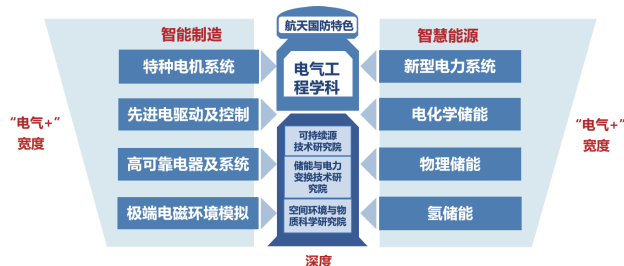 航天国防特色
智能制造
智慧能源
特种电机系统
先进电驱动及控制
高可靠电器及系统
极端电磁环境模拟
电气工
程学科
新型电力系统
电化学储能
物理储能
氢储能
“电气+”
宽度
“电气+”
宽度
可持续源
技术研究院
储能与电力
变换技术研
究院
空间环境与物
质科学研究院
深度